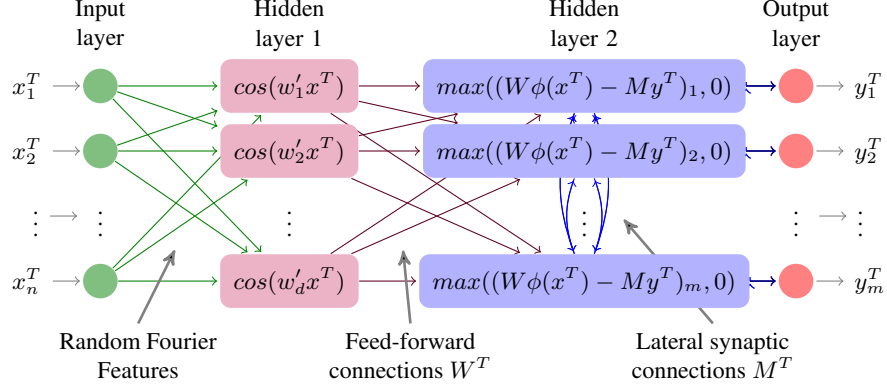 Input layer
Hidden layer 1
Hidden layer 2
Output layer
x_1^T cos(w'_1 x^T) max((Wϕ(x^T) − My^T)_1, 0) y_1^T
x_2^T cos(w'_2 x^T) max((Wϕ(x^T) − My^T)_2, 0) y_2^T
⋮ ⋮ ⋮ ⋮ ⋮ ⋮
x_n^T cos(w'_d x^T) max((Wϕ(x^T) − My^T)_m, 0) y_m^T
Random Fourier
Features
Feed-forward
connections W^T
Lateral synaptic
connections M^T